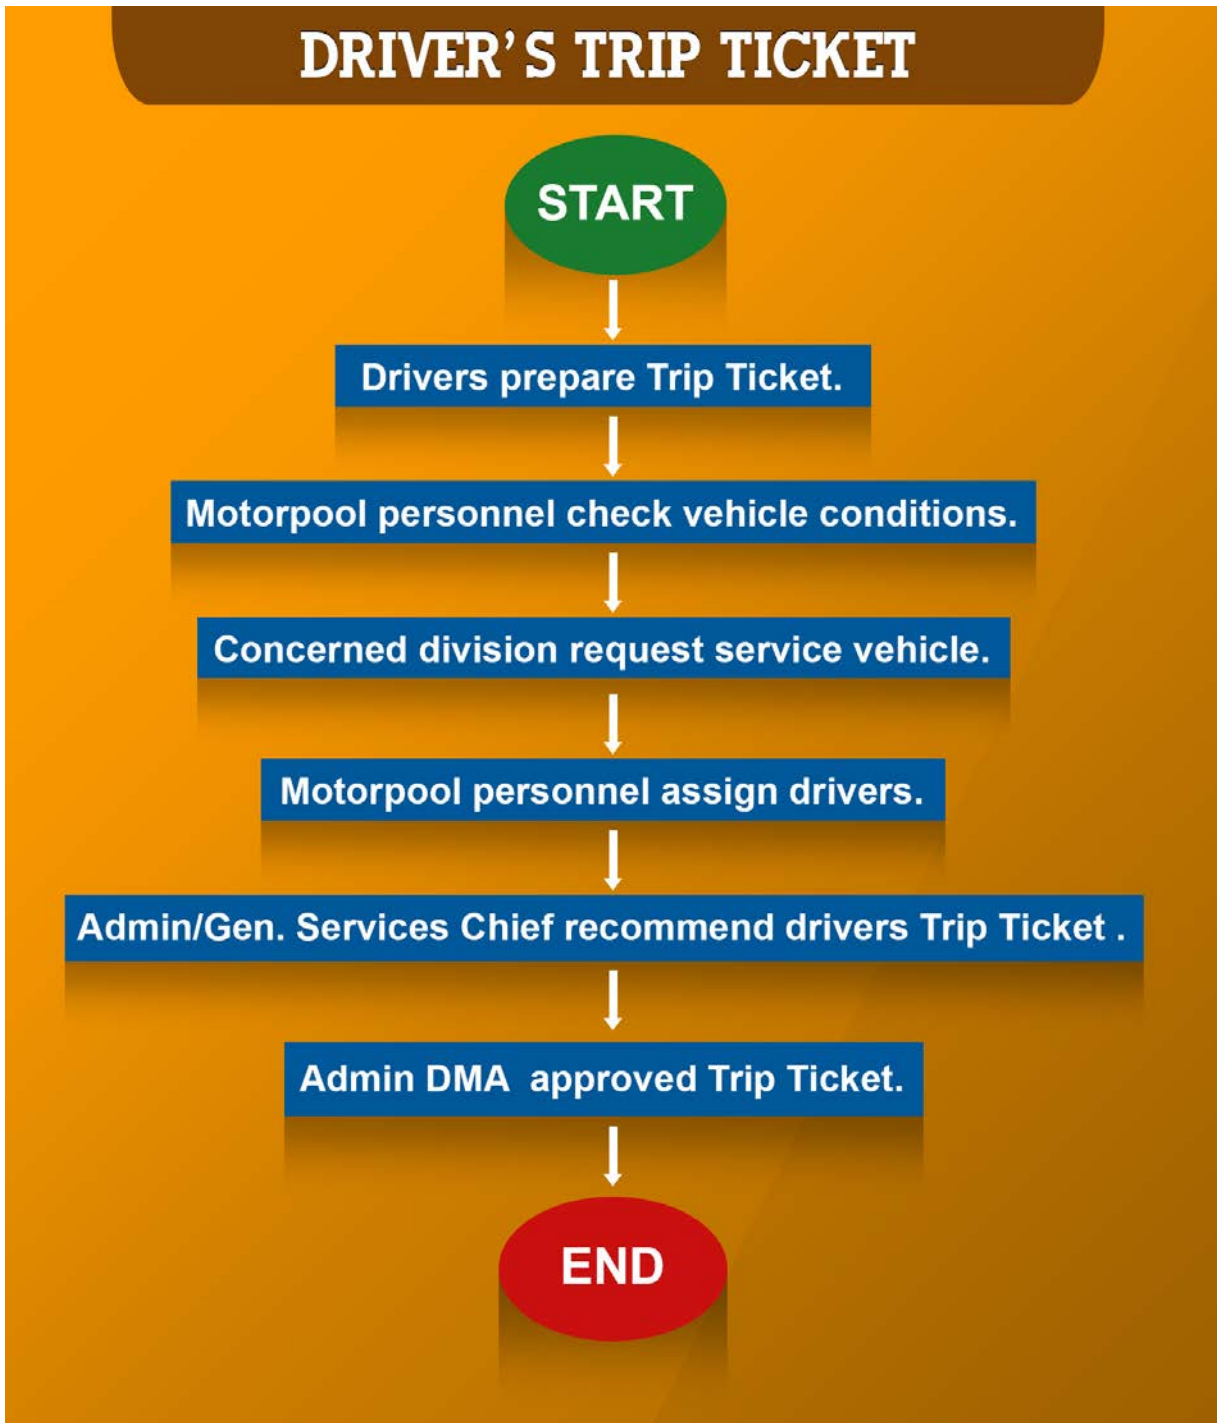 DRIVER'S TRIP TICKET
START
Drivers prepare Trip Ticket.
Motorpool personnel check vehicle conditions.
Concerned division request service vehicle.
Motorpool personnel assign drivers.
Admin/Gen. Services Chief recommend drivers Trip Ticket .
Admin DMA  approved Trip Ticket.
END